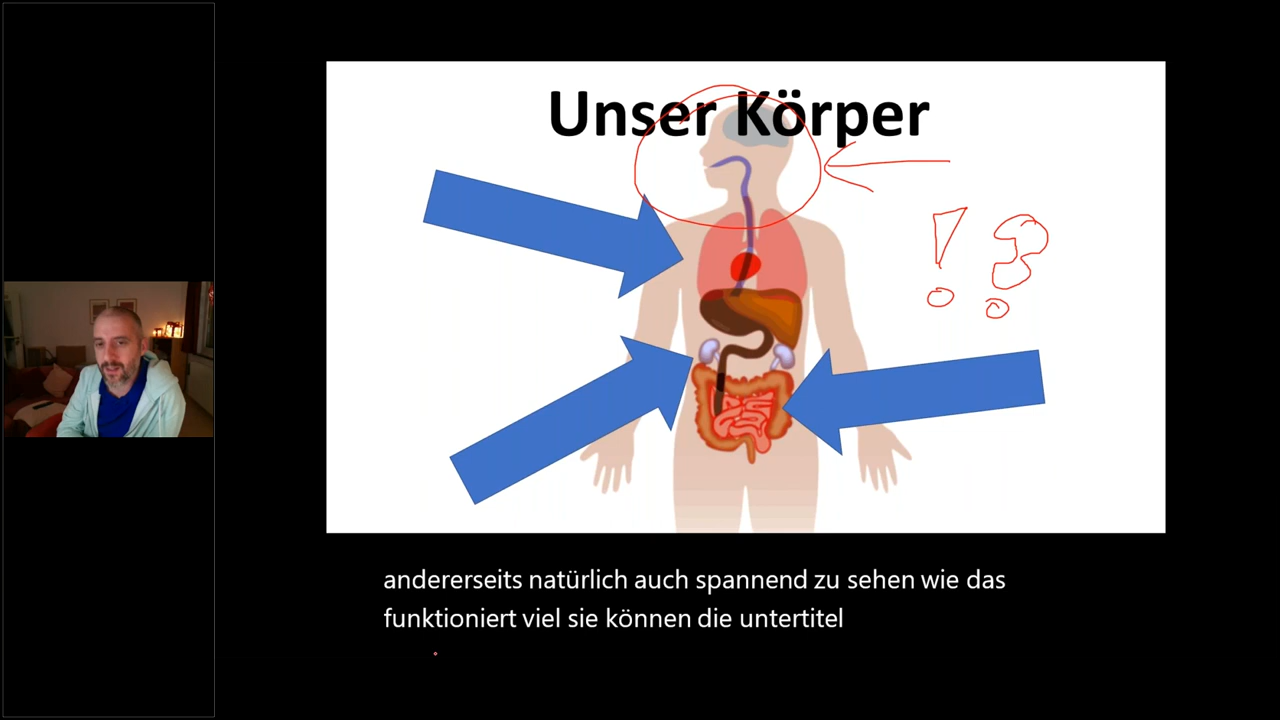 Unser Körper
! ?
andererseits natürlich auch spannend zu sehen wie das
funktioniert viel sie können die untertitel